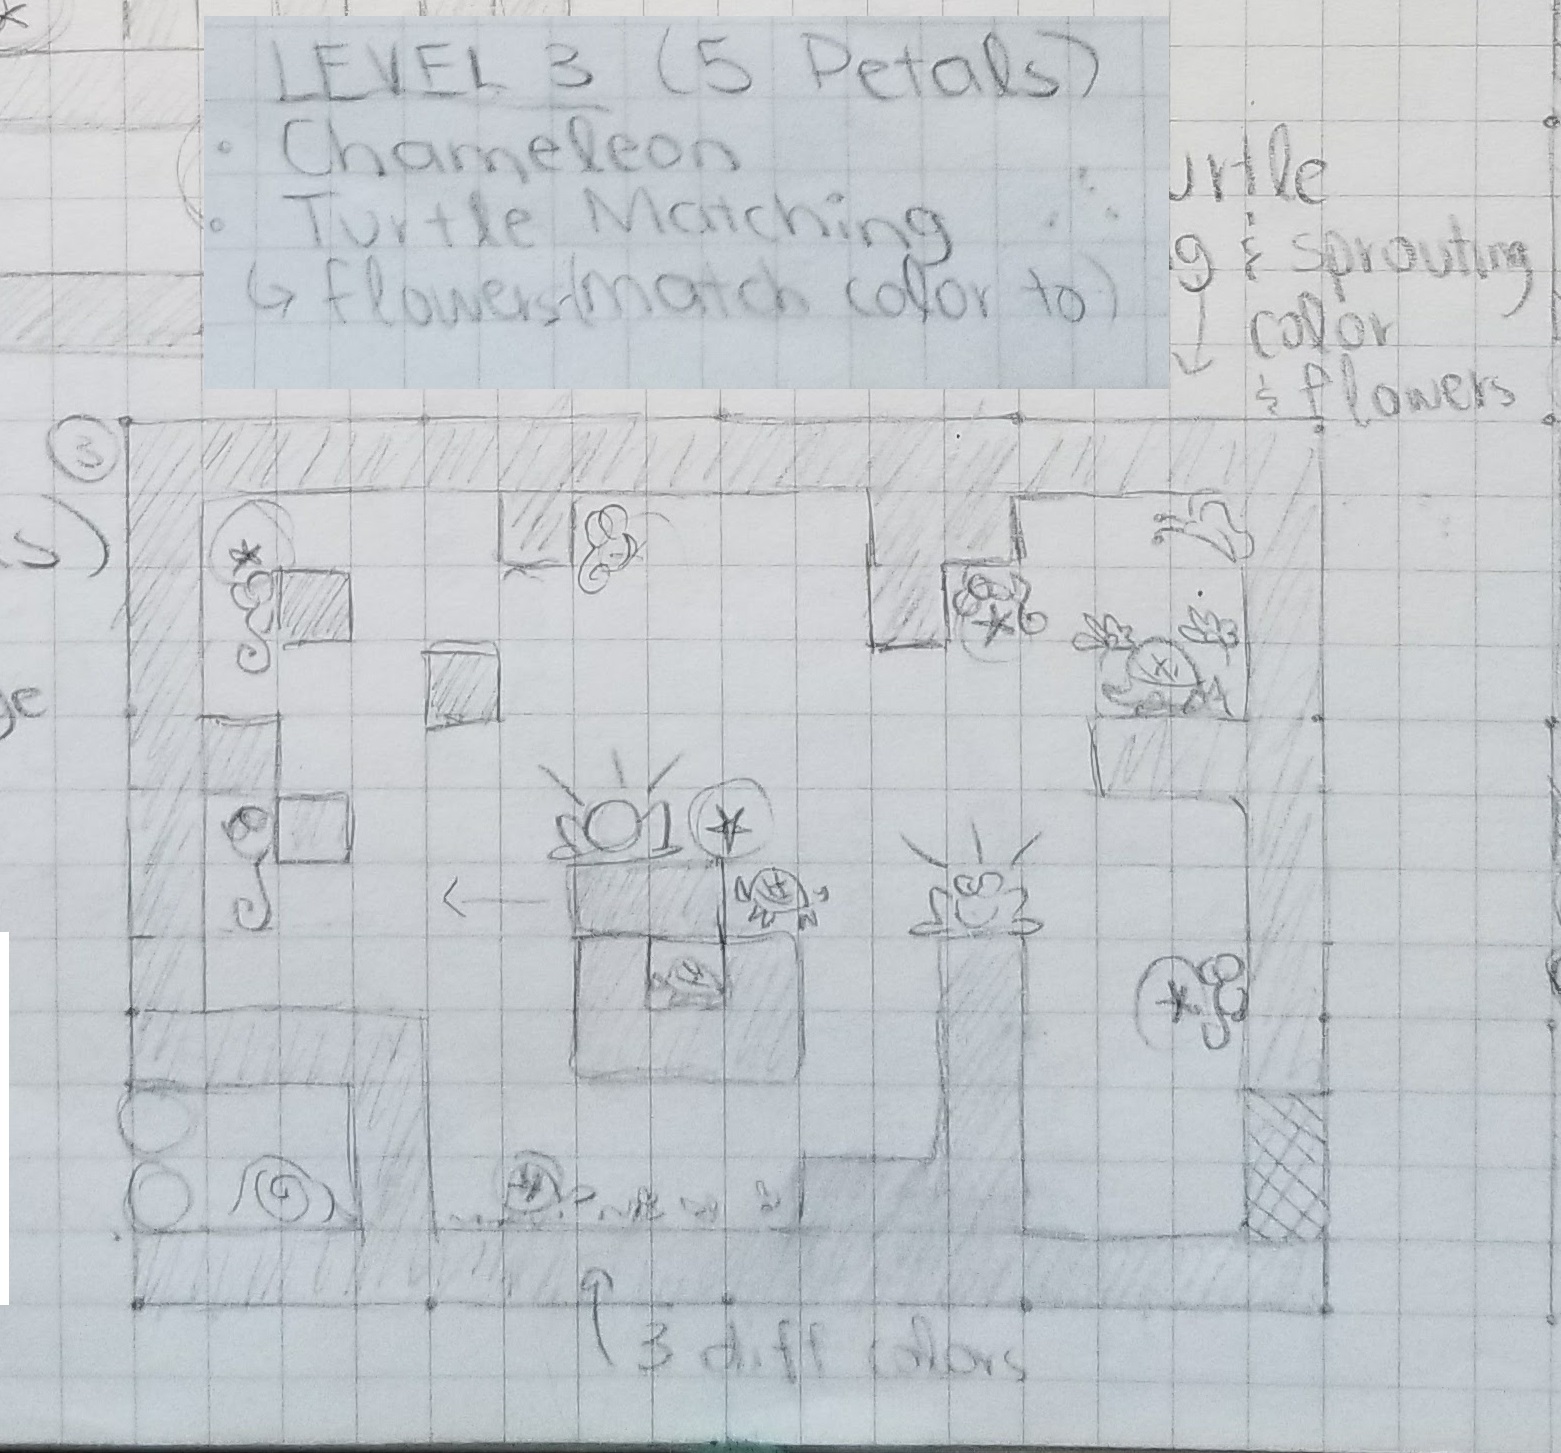 LEVEL 3 (5 Petals)
• Chameleon
• Turtle Matching
↳ flowers (match color to)
urtle
g & sprouting
↓ color
& flowers
3
s)
ge
3 diff colors